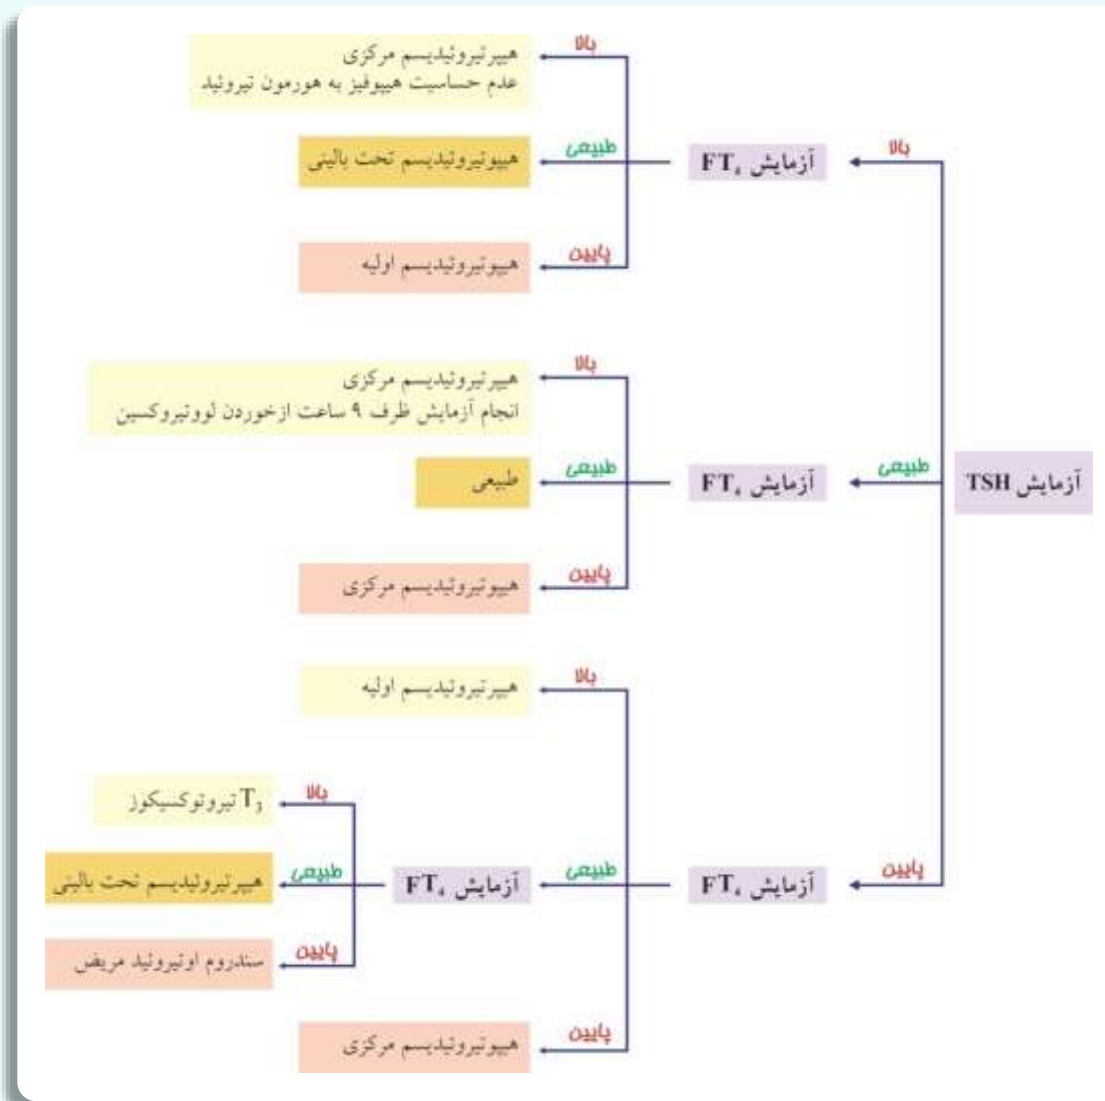 آزمایش TSH
بالا
آزمایش FT₄
بالا
هیپرتیروئیدیسم مرکزی
عدم حساسیت هیپوفیز به هورمون تیروئید
طبیعی
هیپوتیروئیدیسم تحت بالینی
پایین
هیپوتیروئیدیسم اولیه
طبیعی
آزمایش FT₄
بالا
هیپرتیروئیدیسم مرکزی
انجام آزمایش ظرف ۹ ساعت ازخوردن لووتیروکسین
طبیعی
طبیعی
پایین
هیپوتیروئیدیسم مرکزی
پایین
آزمایش FT₄
بالا
هیپرتیروئیدیسم اولیه
طبیعی
آزمایش FT₄
بالا
T₃ تیروتوکسیکوز
طبیعی
هیپرتیروئیدیسم تحت بالینی
پایین
سندروم اوتیروئید مریض
پایین
هیپوتیروئیدیسم مرکزی